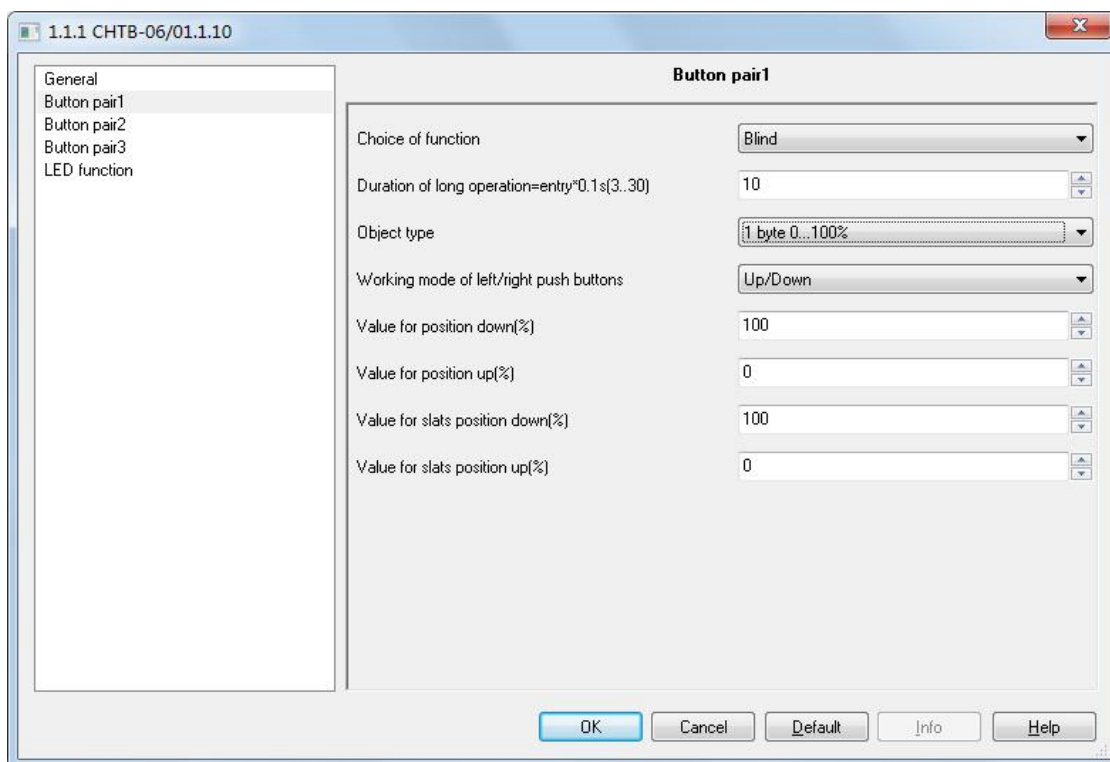 1.1.1 CHTB-06/01.1.10
General
Button pair1
Button pair2
Button pair3
LED function
Button pair1
Choice of function Blind
Duration of long operation=entry*0.1s(3..30) 10
Object type 1 byte 0...100%
Working mode of left/right push buttons Up/Down
Value for position down(%) 100
Value for position up(%) 0
Value for slats position down(%) 100
Value for slats position up(%) 0
OK Cancel Default Info Help